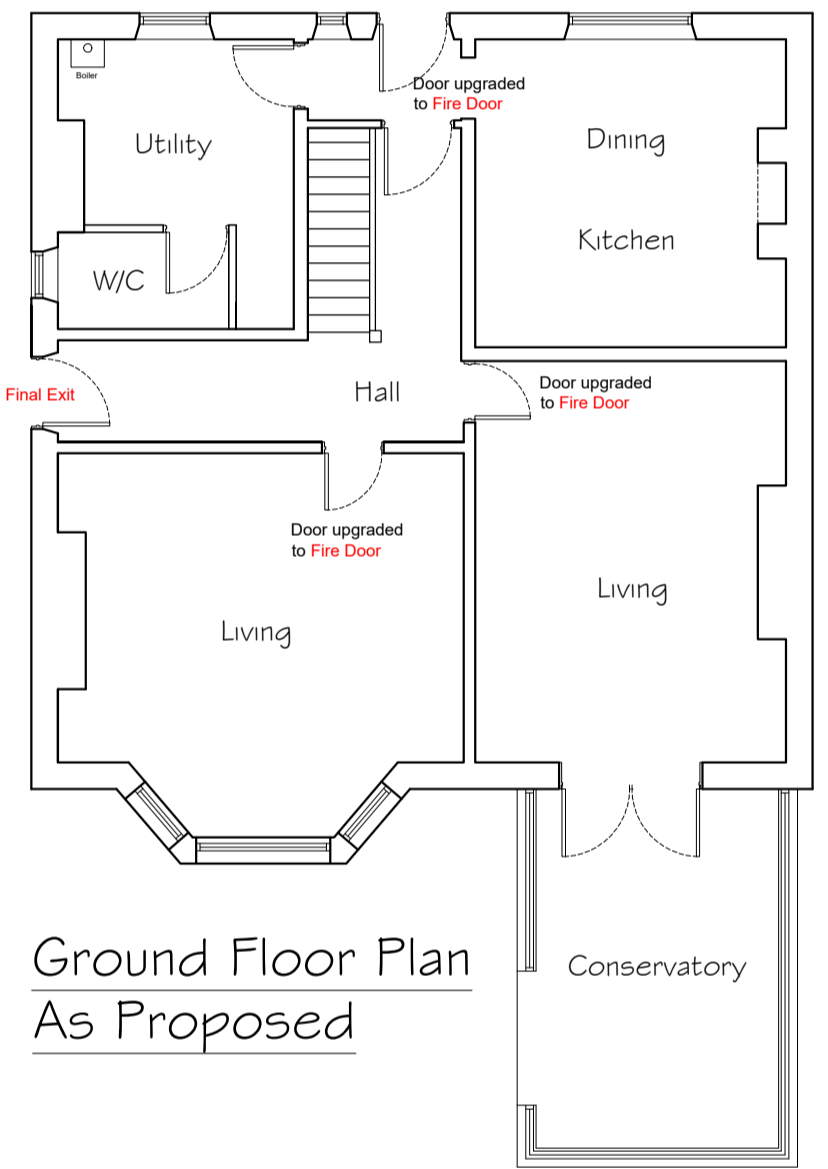 Boiler
Door upgraded
to Fire Door
Utility
Dining
Kitchen
W/C
Final Exit
Hall
Door upgraded
to Fire Door
Door upgraded
to Fire Door
Living
Living
Ground Floor Plan
As Proposed
Conservatory